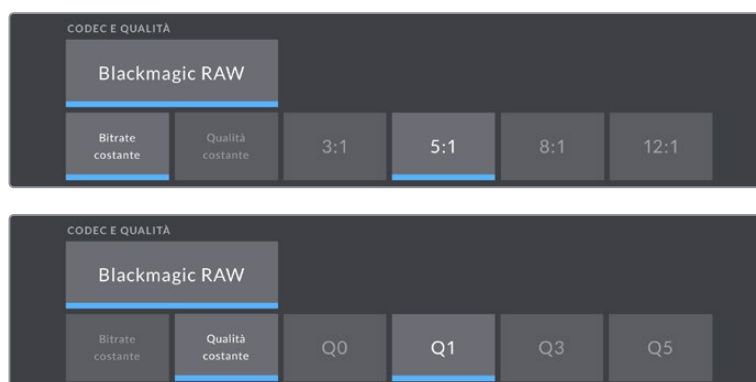 CODEC E QUALITÀ
Blackmagic RAW
Bitrate costante
Qualità costante
3:1
5:1
8:1
12:1
CODEC E QUALITÀ
Blackmagic RAW
Bitrate costante
Qualità costante
Q0
Q1
Q3
Q5